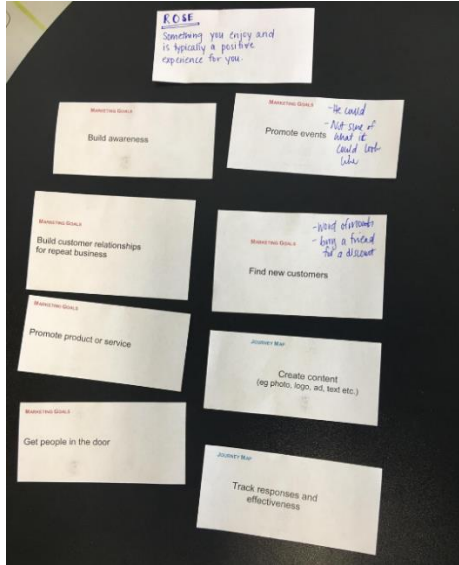 ROSE
Something you enjoy and
is typically a positive
experience for you.
MARKETING GOALS
Build awareness
MARKETING GOALS
Promote events
- He could
- Not sure of
what it
could look
like
MARKETING GOALS
Build customer relationships
for repeat business
MARKETING GOALS
Find new customers
- word of mouth
- bring a friend
for a discount
MARKETING GOALS
Promote product or service
JOURNEY MAP
Create content
(eg photo, logo, ad, text etc.)
MARKETING GOALS
Get people in the door
JOURNEY MAP
Track responses and
effectiveness